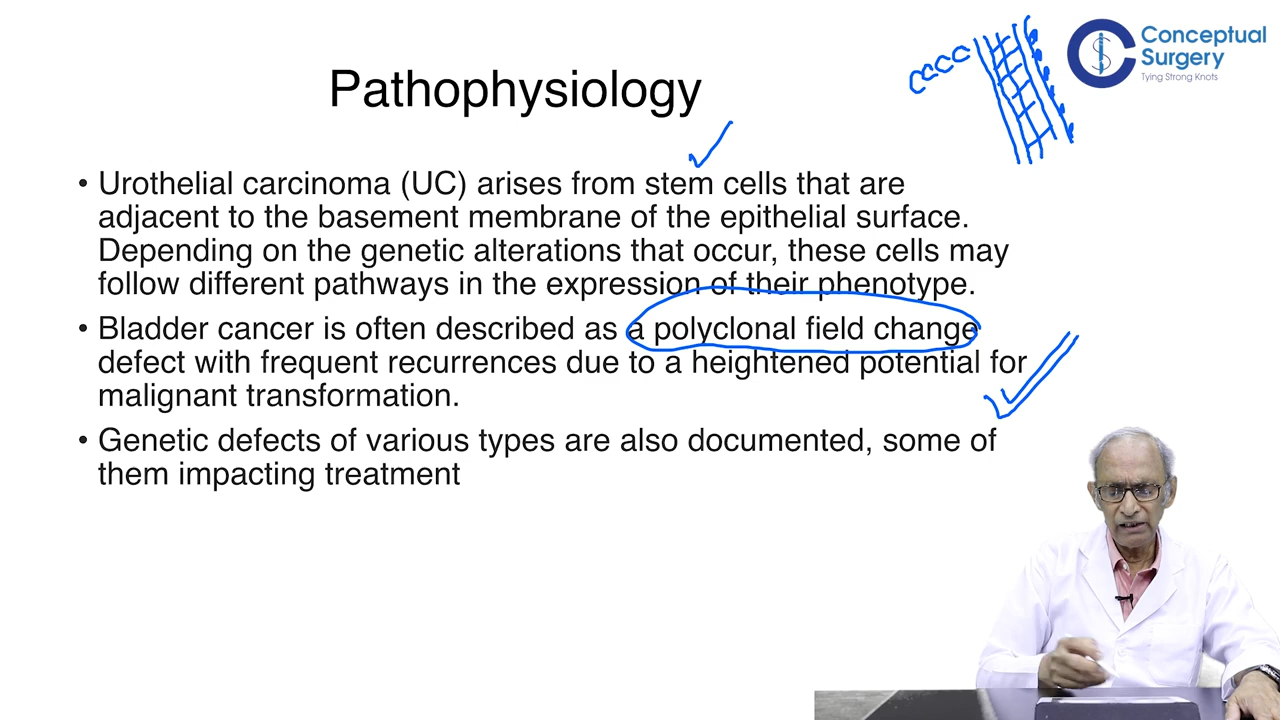 Conceptual
Surgery
Tying Strong Knots
Pathophysiology
• Urothelial carcinoma (UC) arises from stem cells that are
adjacent to the basement membrane of the epithelial surface.
Depending on the genetic alterations that occur, these cells may
follow different pathways in the expression of their phenotype.
• Bladder cancer is often described as a polyclonal field change
defect with frequent recurrences due to a heightened potential for
malignant transformation.
• Genetic defects of various types are also documented, some of
them impacting treatment